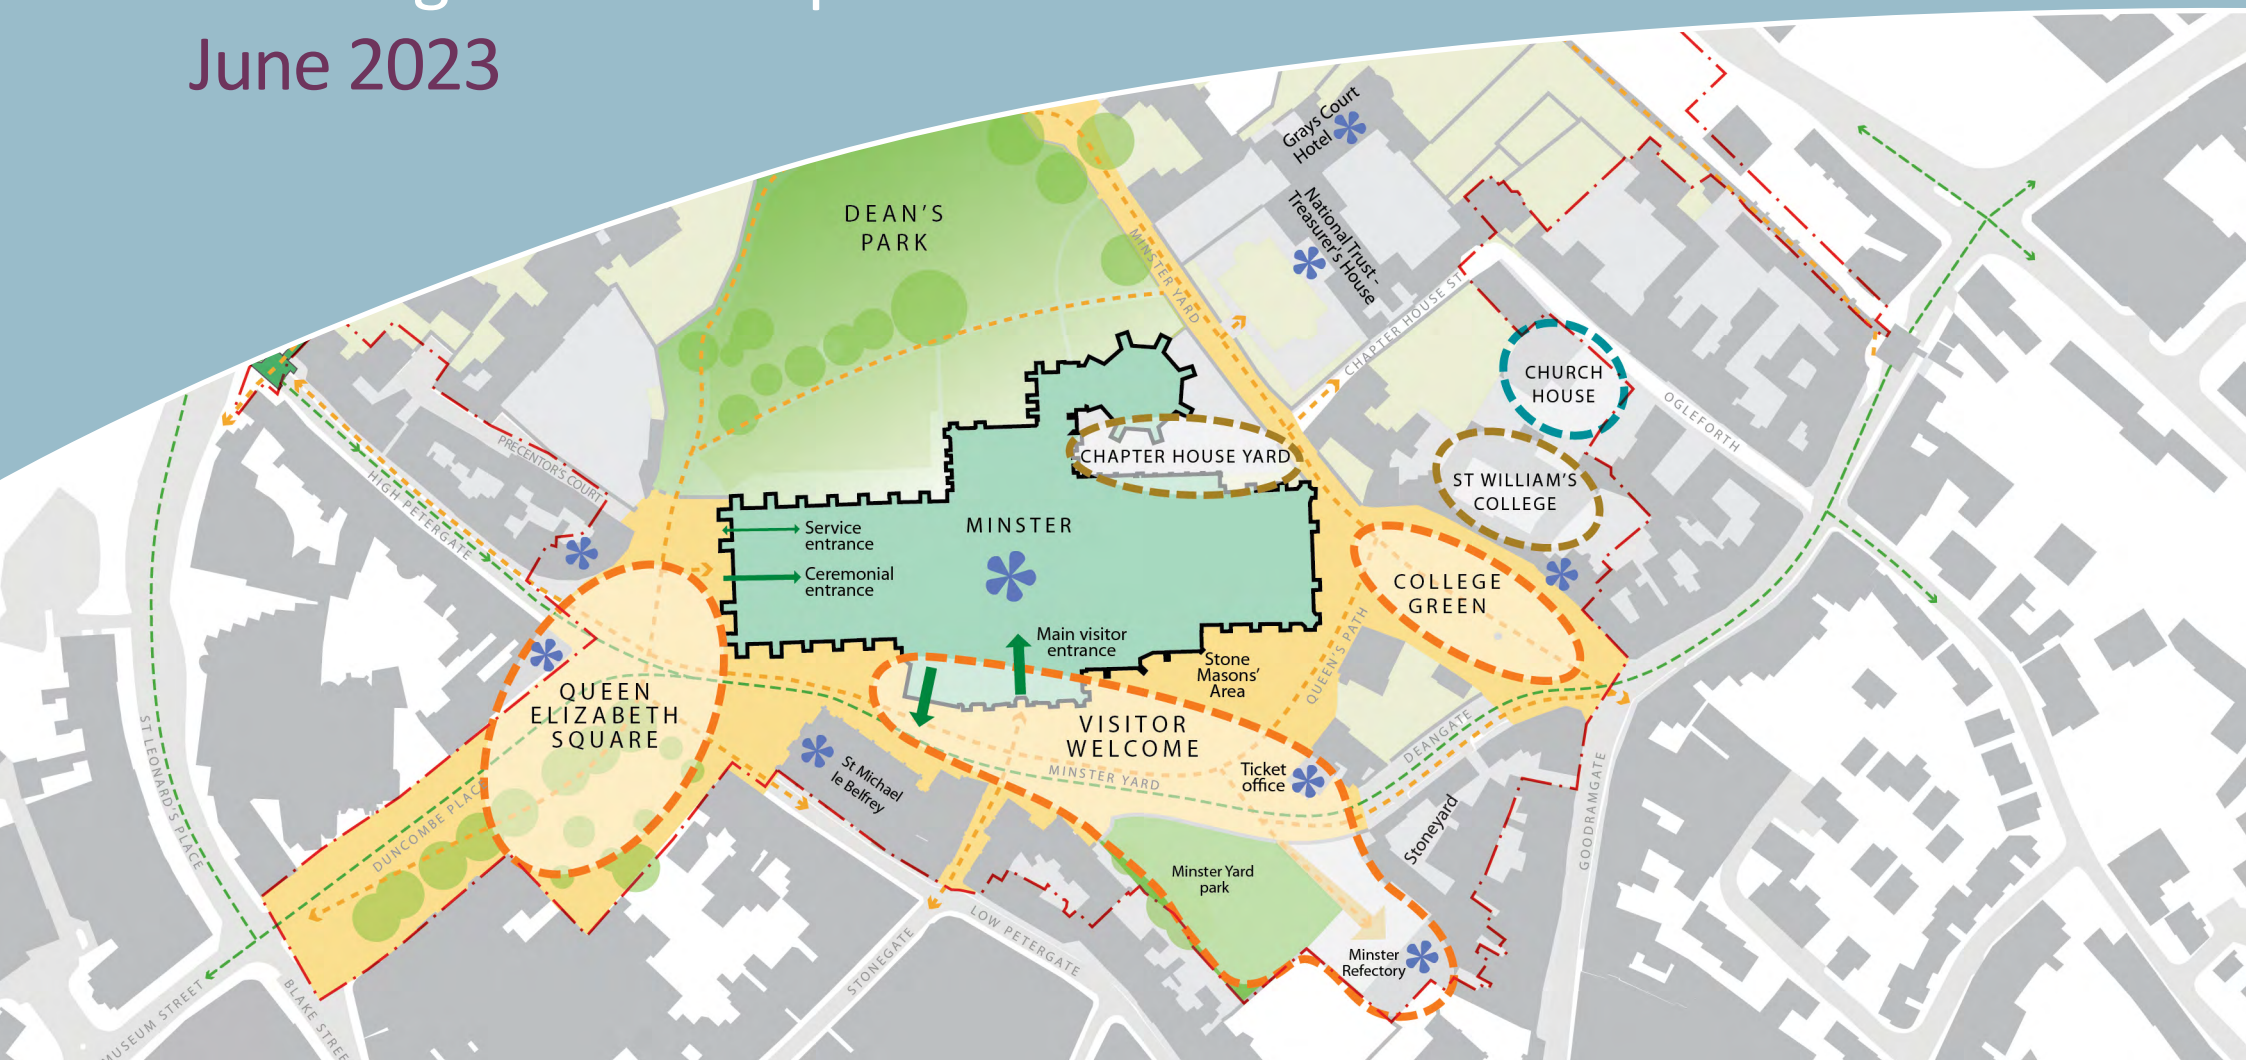 June 2023
Grays Court
Hotel
DEAN'S
PARK
National Trust -
Treasurer's House
MINSTER YARD
CHAPTER HOUSE ST
CHURCH
HOUSE
OGLEFORTH
PRECENTOR'S COURT
HIGH PETERGATE
CHAPTER HOUSE YARD
ST WILLIAM'S
COLLEGE
Service
entrance
MINSTER
Ceremonial
entrance
COLLEGE
GREEN
Main visitor
entrance
Stone
Masons'
Area
QUEEN'S PATH
QUEEN
ELIZABETH
SQUARE
VISITOR
WELCOME
MINSTER YARD
DEANGATE
ST LEONARD'S PLACE
St Michael
le Belfrey
Ticket
office
GOODRAMGATE
Stoneyard
DUNCOMBE PLACE
Minster Yard
park
LOW PETERGATE
STONEGATE
Minster
Refectory
MUSEUM STREET
BLAKE STREE